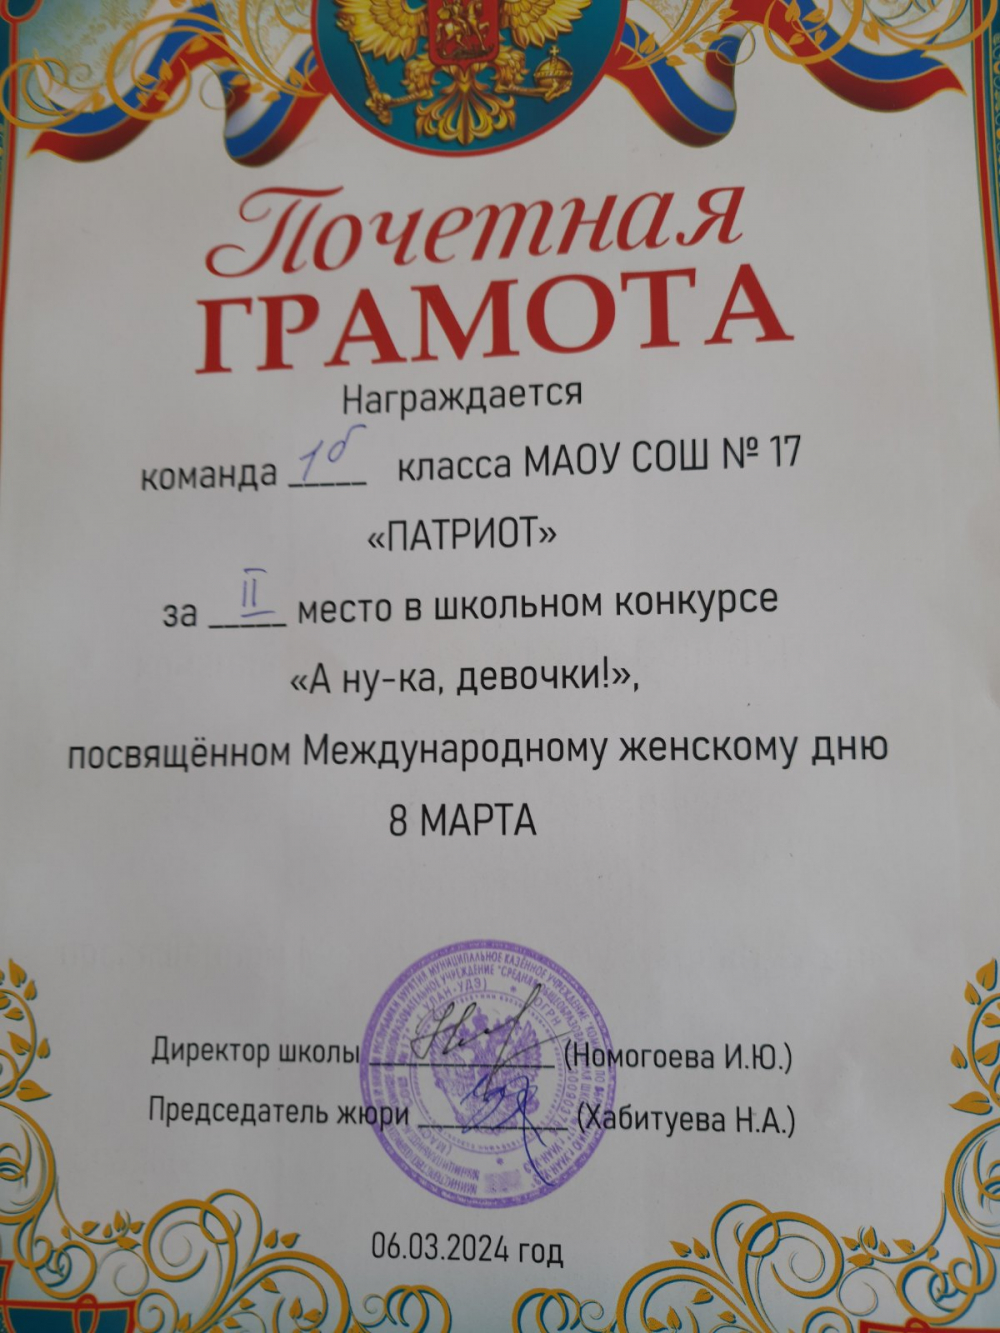 Почетная
ГРАМОТА
Награждается
команда 1б класса МАОУ СОШ № 17
«ПАТРИОТ»
за II место в школьном конкурсе
«А ну-ка, девочки!»,
посвящённом Международному женскому дню
8 МАРТА
Директор школы (Номогоева И.Ю.)
Председатель жюри (Хабитуева Н.А.)
06.03.2024 год